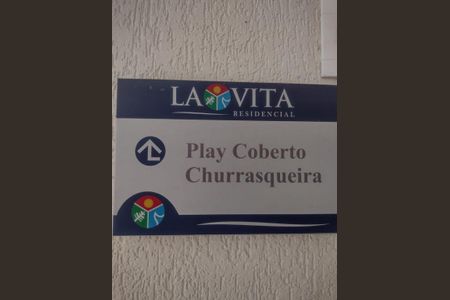 LA VITA
RESIDENCIAL
Play Coberto
Churrasqueira